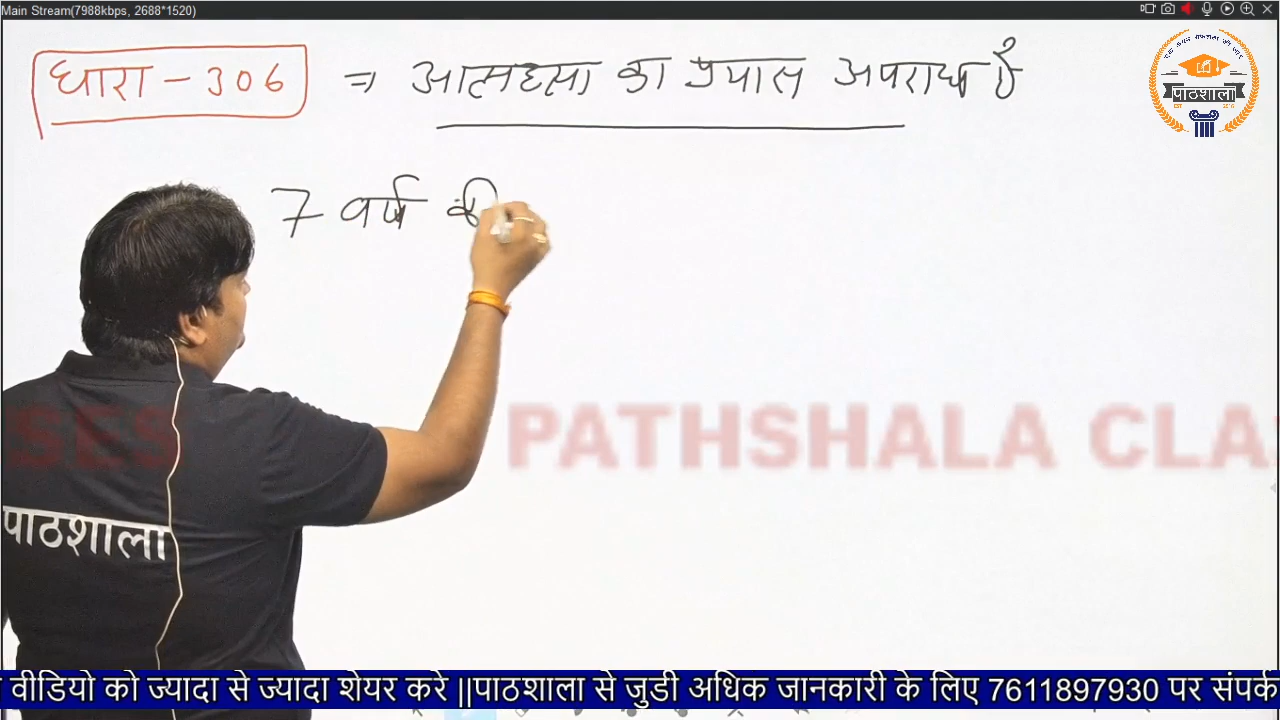 Main Stream(7988kbps, 2688*1520)
धारा - 306 ⇒ आत्महत्या का प्रयास अपराध है
पाठशाला
7 वर्ष की
SES PATHSHALA CLA
पाठशाला
वीडियो को ज्यादा से ज्यादा शेयर करे ||पाठशाला से जुडी अधिक जानकारी के लिए 7611897930 पर संपर्क